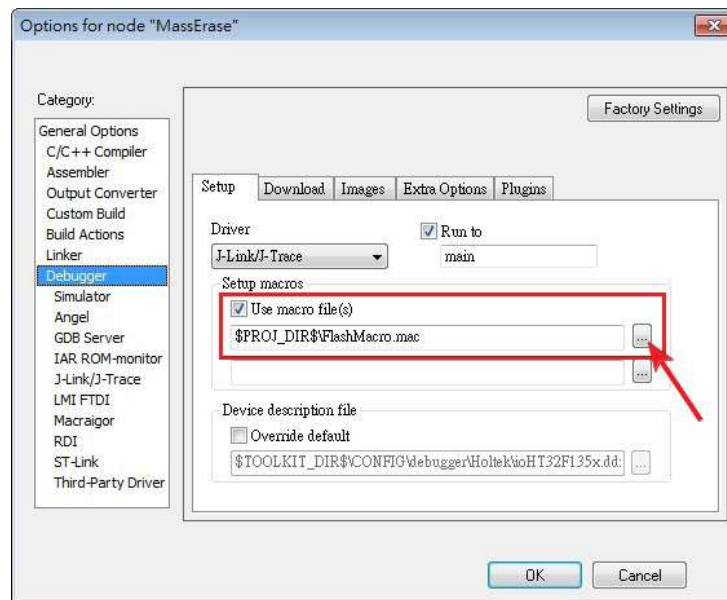 Options for node "MassErase"
Category:
Factory Settings
General Options
C/C++ Compiler
Assembler
Output Converter
Custom Build
Build Actions
Linker
Debugger
Simulator
Angel
GDB Server
IAR ROM-monitor
J-Link/J-Trace
LMI FTDI
Macraigor
RDI
ST-Link
Third-Party Driver
Setup Download Images Extra Options Plugins
Driver Run to
J-Link/J-Trace main
Setup macros
Use macro file(s)
$PROJ_DIR$\FlashMacro.mac ...
...
Device description file
Override default
$TOOLKIT_DIR$\CONFIG\debugger\Holtek\ioHT32F135x.dd: ...
OK Cancel